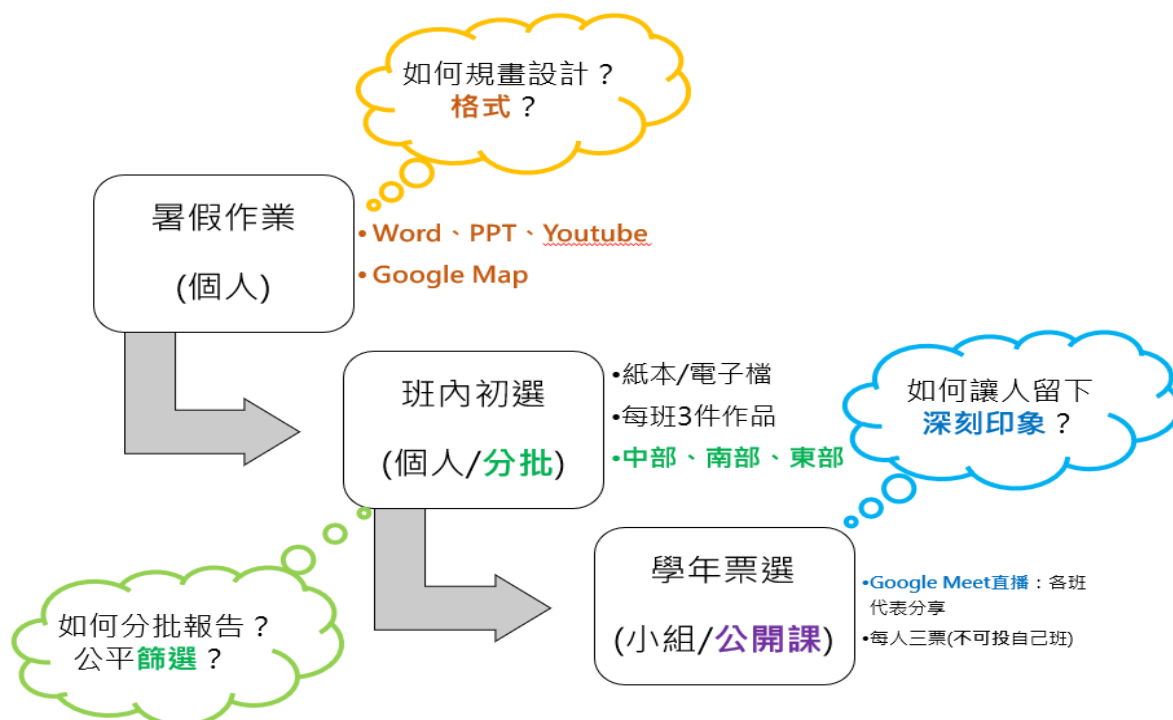 如何規畫設計？
格式？
暑假作業
(個人)
•Word、PPT、Youtube
•Google Map
班內初選
(個人/分批)
•紙本/電子檔
•每班3件作品
•中部、南部、東部
如何讓人留下
深刻印象？
如何分批報告？
公平篩選？
學年票選
(小組/公開課)
•Google Meet直播：各班
代表分享
•每人三票(不可投自己班)